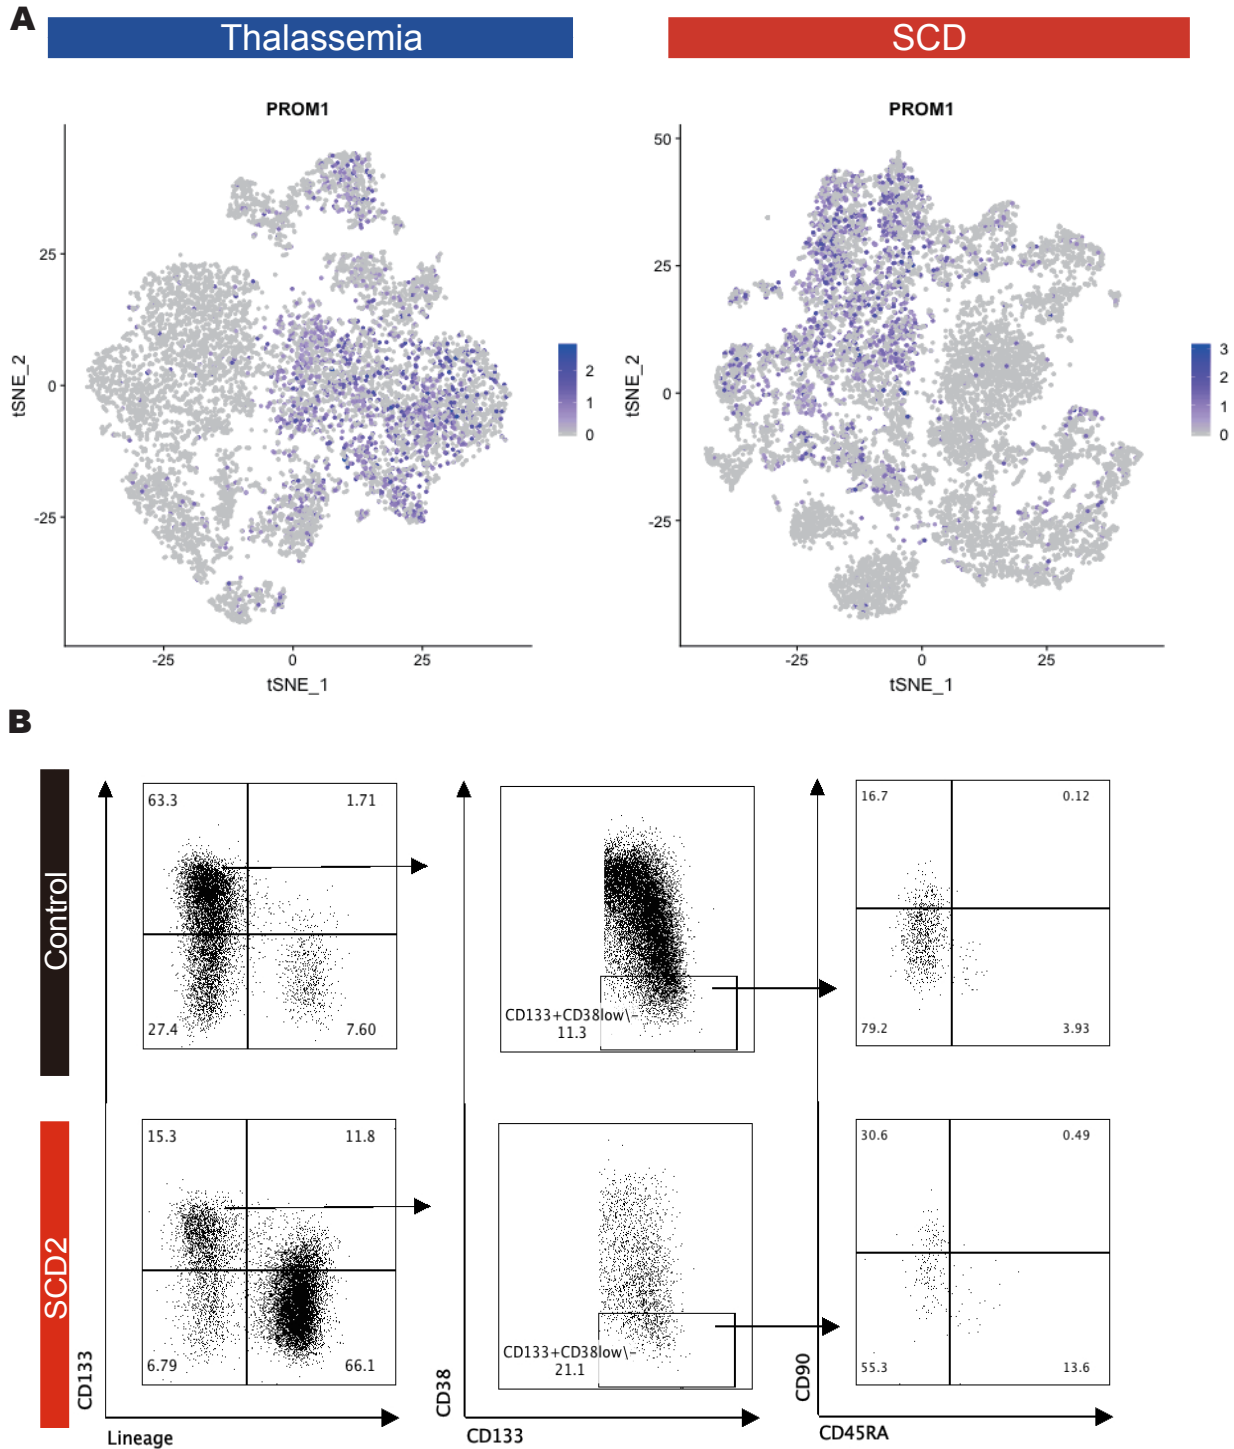 A
Thalassemia
SCD
PROM1
PROM1
tSNE_2
25
0
-25
-25
0
25
tSNE_1
2
1
0
tSNE_2
50
25
0
-25
-25
0
25
tSNE_1
3
2
1
0
B
Control
63.3
1.71
27.4
7.60
CD133+CD38low\-
11.3
16.7
0.12
79.2
3.93
SCD2
15.3
11.8
6.79
66.1
CD133+CD38low\-
21.1
30.6
0.49
55.3
13.6
CD133
Lineage
CD38
CD133
CD90
CD45RA